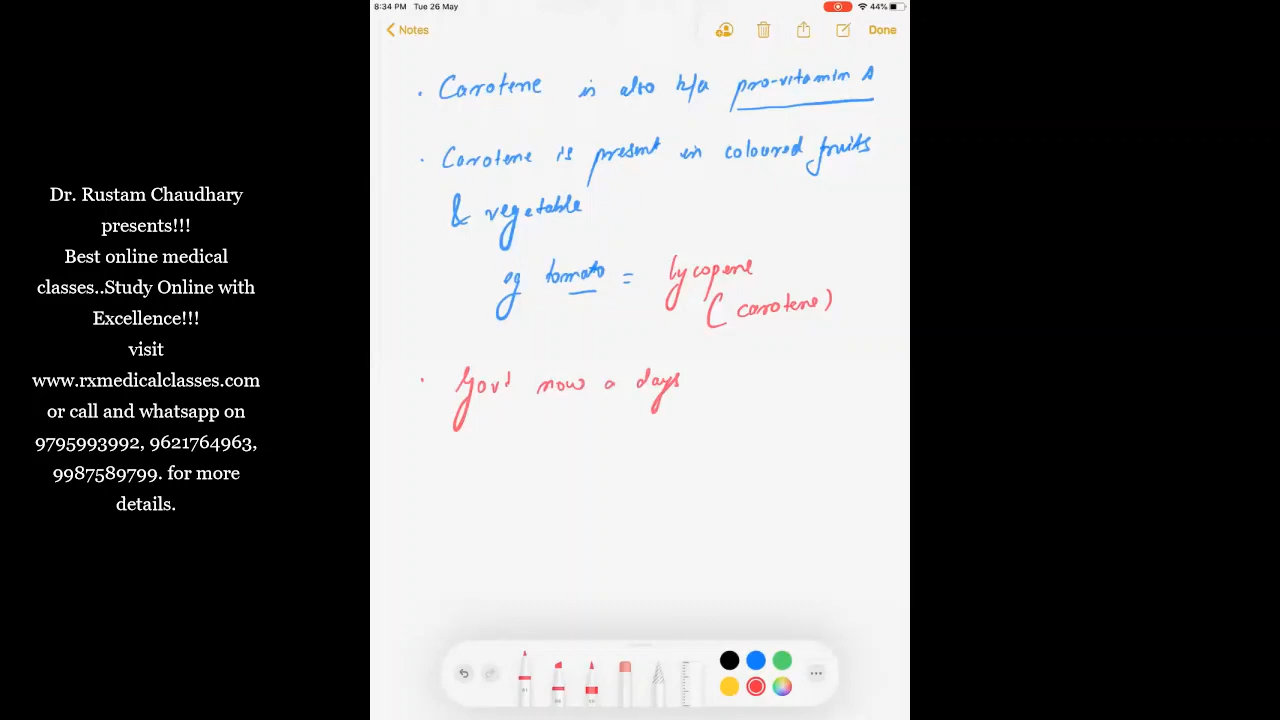 8:34 PM Tue 26 May
44%
Notes
Done
Dr. Rustam Chaudhary
presents!!!
Best online medical
classes..Study Online with
Excellence!!!
visit
www.rxmedicalclasses.com
or call and whatsapp on
9795993992, 9621764963,
9987589799. for more
details.
. Carotene is also k/a pro-vitamin A
. Carotene is present in coloured fruits
& vegetable
eg tomato = lycopene
(carotene)
. Govt now a days